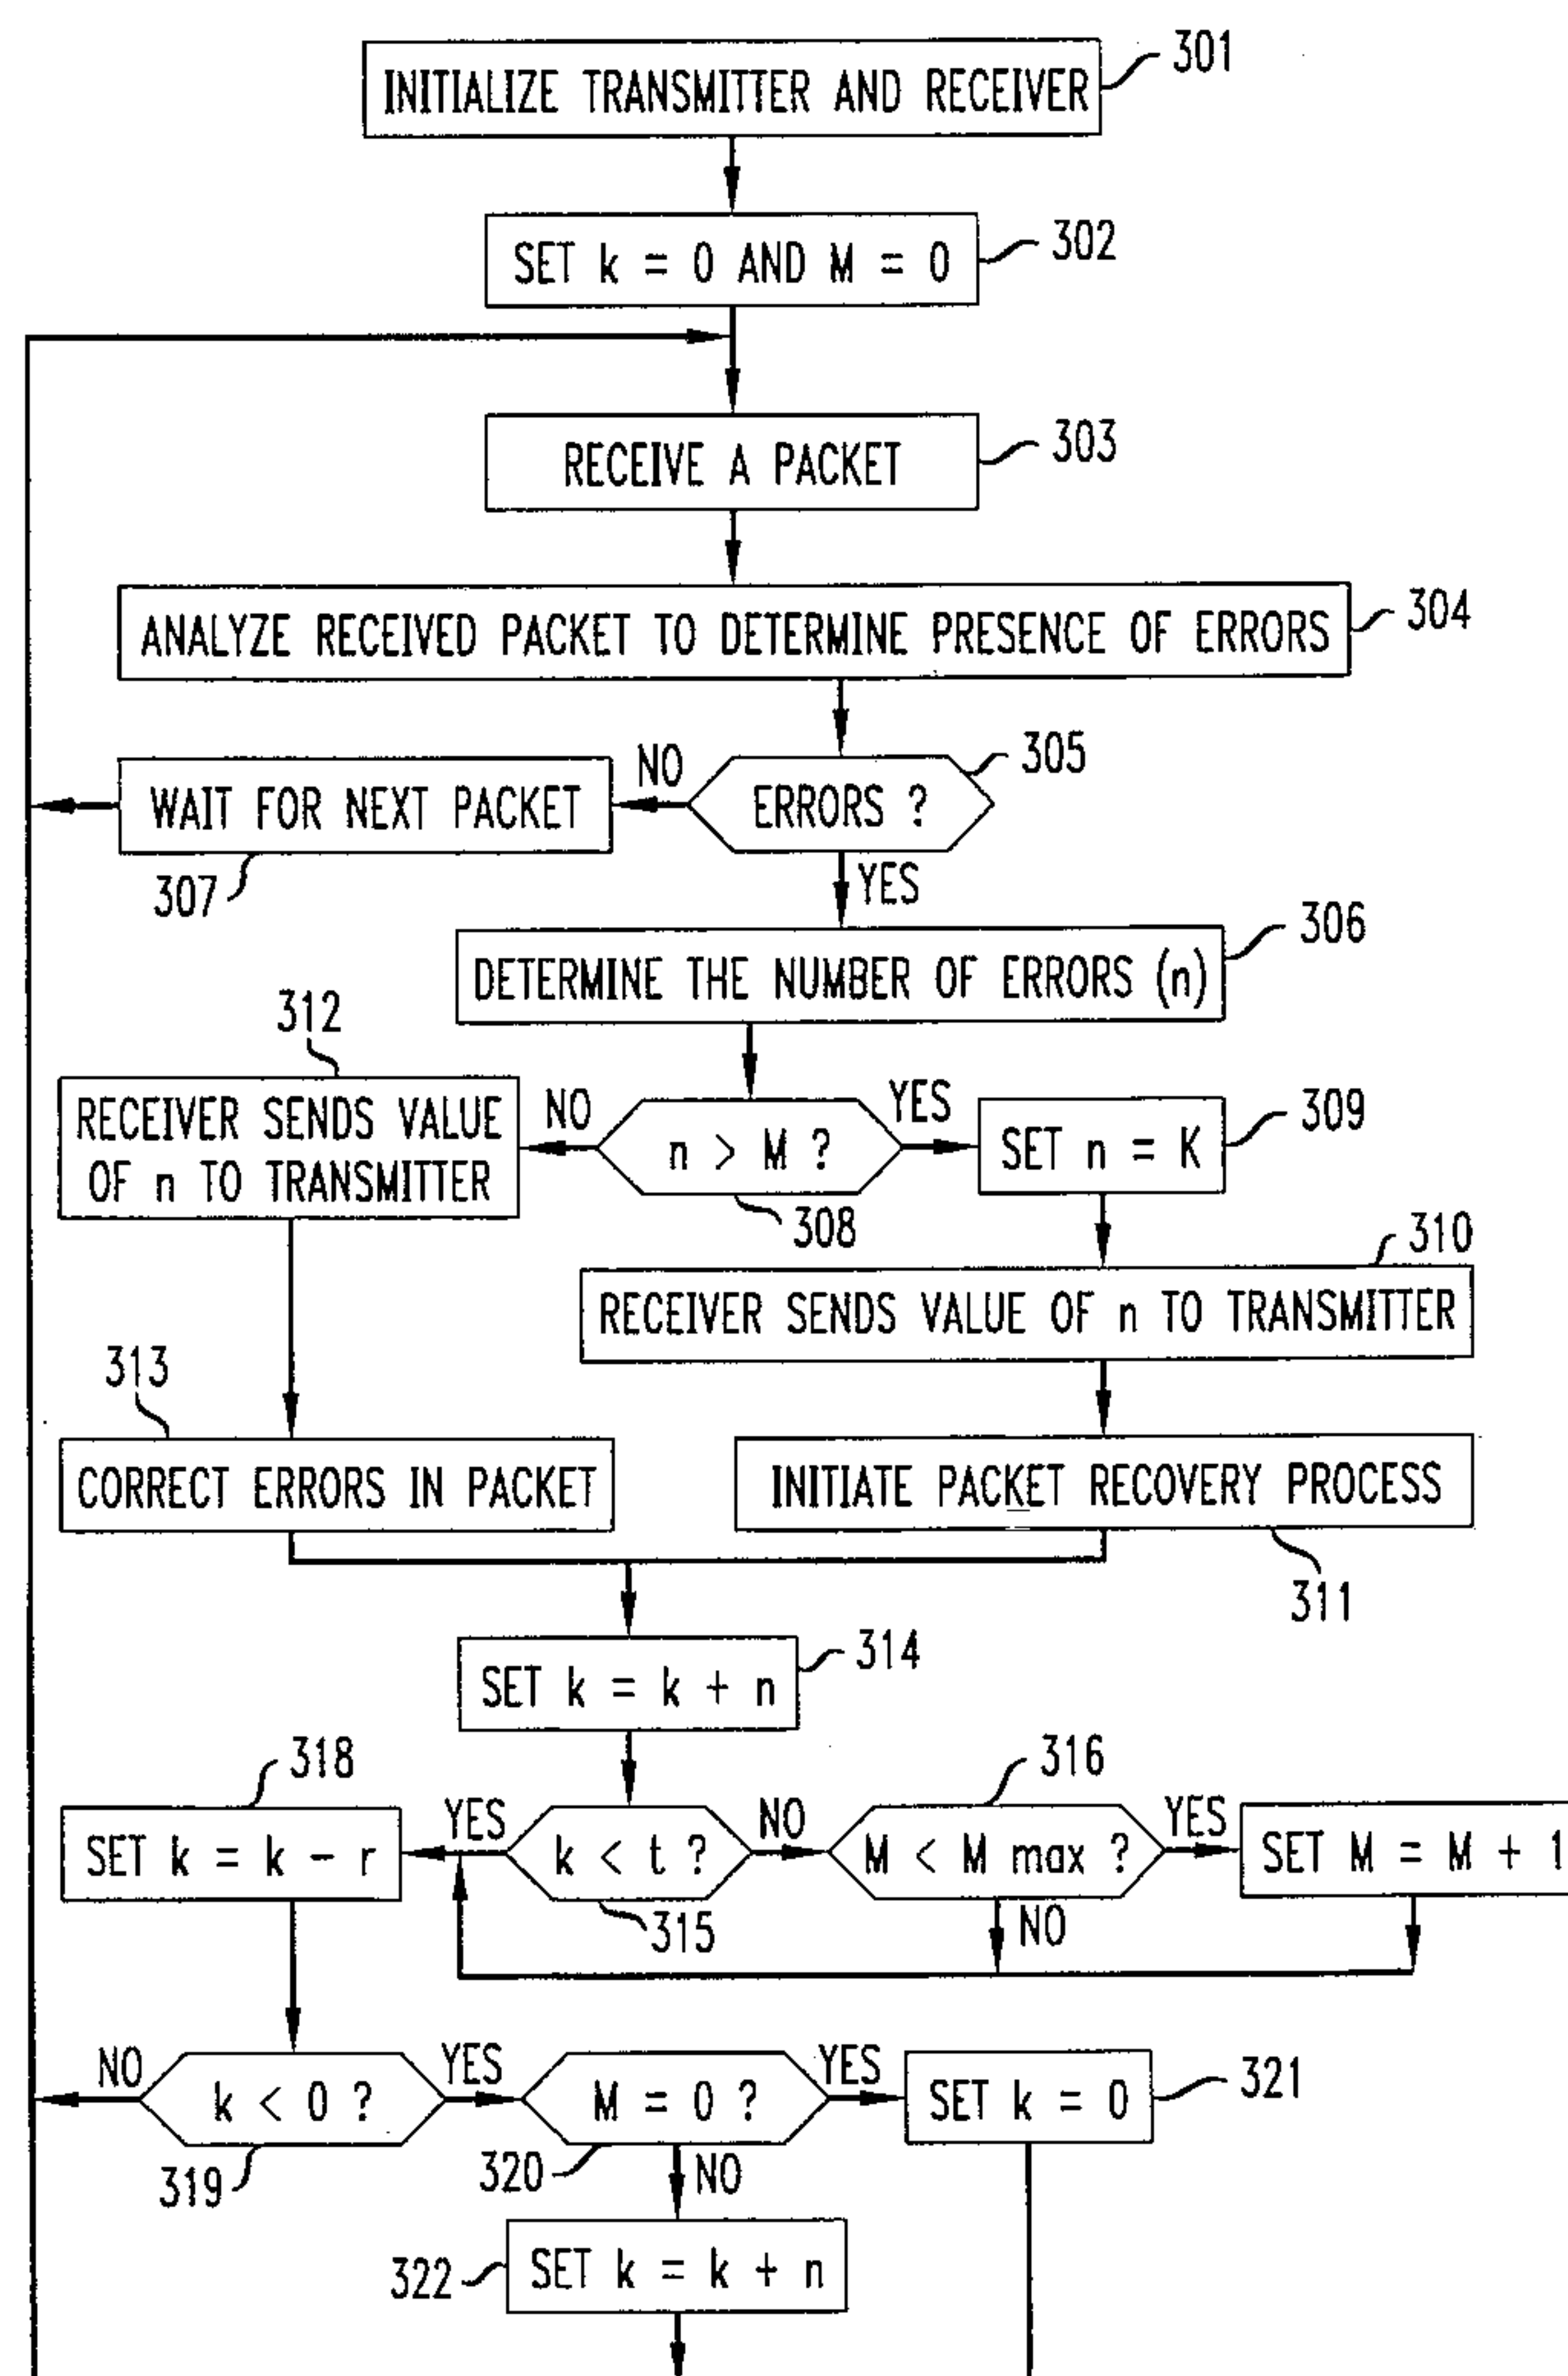 INITIALIZE TRANSMITTER AND RECEIVER
301
SET k = 0 AND M = 0
302
RECEIVE A PACKET
303
ANALYZE RECEIVED PACKET TO DETERMINE PRESENCE OF ERRORS
304
WAIT FOR NEXT PACKET
307
NO
ERRORS ?
305
YES
DETERMINE THE NUMBER OF ERRORS (n)
306
312
RECEIVER SENDS VALUE
OF n TO TRANSMITTER
NO
n > M ?
308
YES
SET n = K
309
310
RECEIVER SENDS VALUE OF n TO TRANSMITTER
313
CORRECT ERRORS IN PACKET
INITIATE PACKET RECOVERY PROCESS
311
SET k = k + n
314
318
SET k = k - r
YES
k < t ?
315
NO
316
M < M max ?
NO
YES
SET M = M + 1
NO
k < 0 ?
319
YES
M = 0 ?
320
YES
SET k = 0
321
NO
SET k = k + n
322